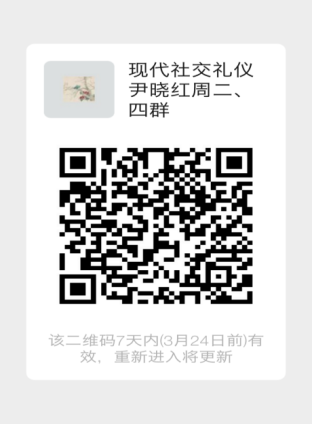 现代社交礼仪
尹晓红周二、
四群
该二维码7天内(3月24日前)有
效，重新进入将更新